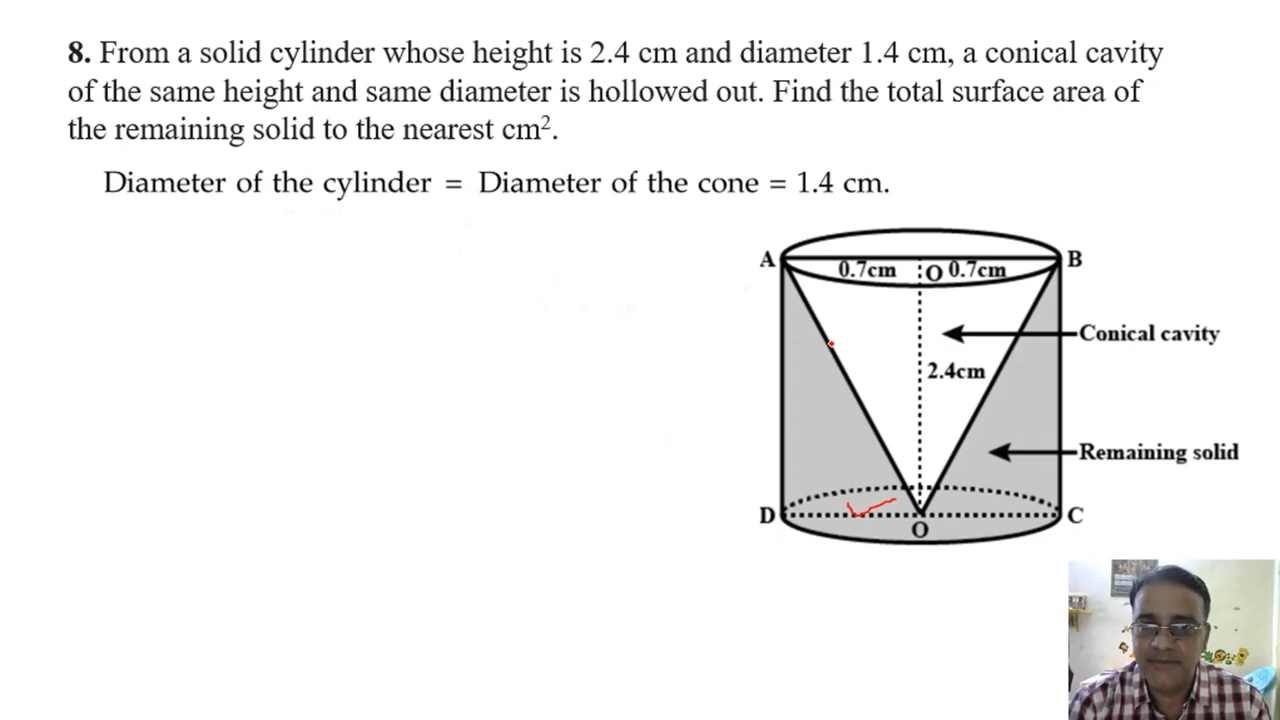 8. From a solid cylinder whose height is 2.4 cm and diameter 1.4 cm, a conical cavity
of the same height and same diameter is hollowed out. Find the total surface area of
the remaining solid to the nearest cm².
Diameter of the cylinder = Diameter of the cone = 1.4 cm.
A 0.7cm O 0.7cm B
Conical cavity
2.4cm
Remaining solid
D O C